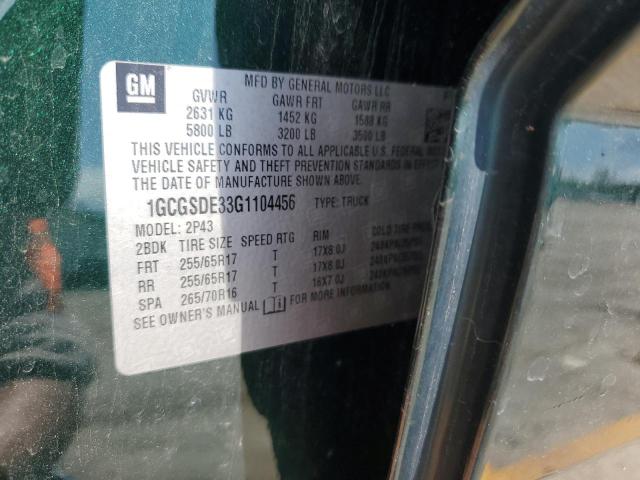 GM
MFD BY GENERAL MOTORS LLC
GVWR GAWR FRT GAWR RR
2631 KG 1452 KG 1588 KG
5800 LB 3200 LB 3500 LB
THIS VEHICLE CONFORMS TO ALL APPLICABLE U.S. FEDERAL
VEHICLE SAFETY AND THEFT PREVENTION STANDARDS IN EFFECT
THE DATE OF MANUFACTURE SHOWN ABOVE.
1GCGSDE33G1104456 TYPE: TRUCK
MODEL: 2P43
2BDK TIRE SIZE SPEED RTG RIM COLD TIRE
FRT 255/65R17 T 17X8.0J
RR 255/65R17 T 17X8.0J
SPA 265/70R16 T 16X7.0J
SEE OWNER'S MANUAL FOR MORE INFORMATION.